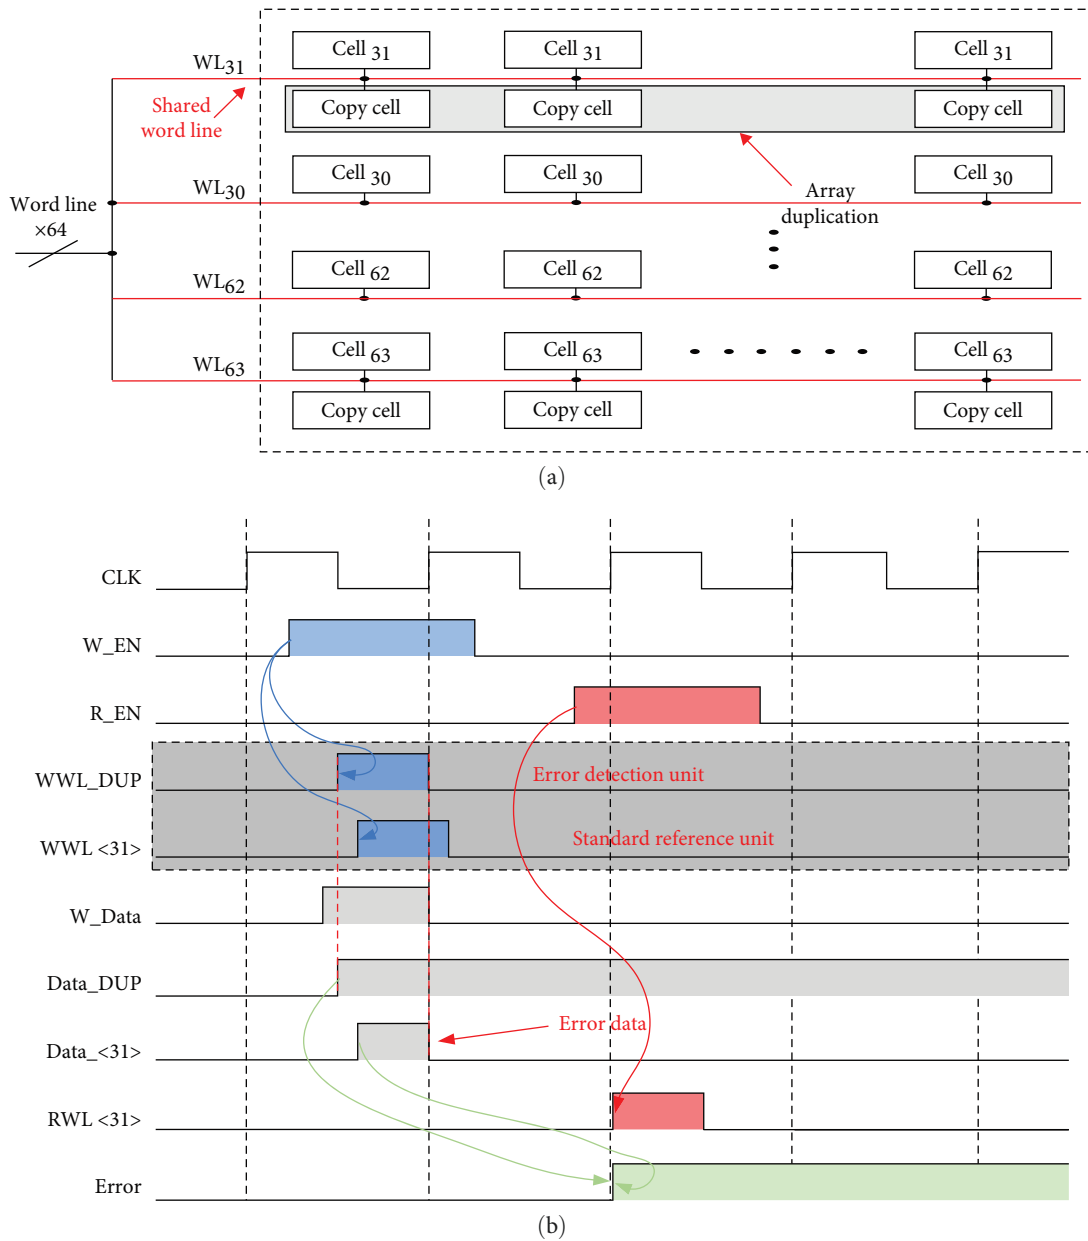 WL31 Cell 31 Cell 31 Cell 31
Shared
word line
Copy cell Copy cell Copy cell
WL30 Cell 30 Cell 30 Cell 30
Array
duplication
Word line
×64
WL62 Cell 62 Cell 62 Cell 62
WL63 Cell 63 Cell 63 Cell 63
Copy cell Copy cell Copy cell
(a)
CLK
W_EN
R_EN
WWL_DUP
Error detection unit
WWL <31>
Standard reference unit
W_Data
Data_DUP
Data_<31>
Error data
RWL <31>
Error
(b)